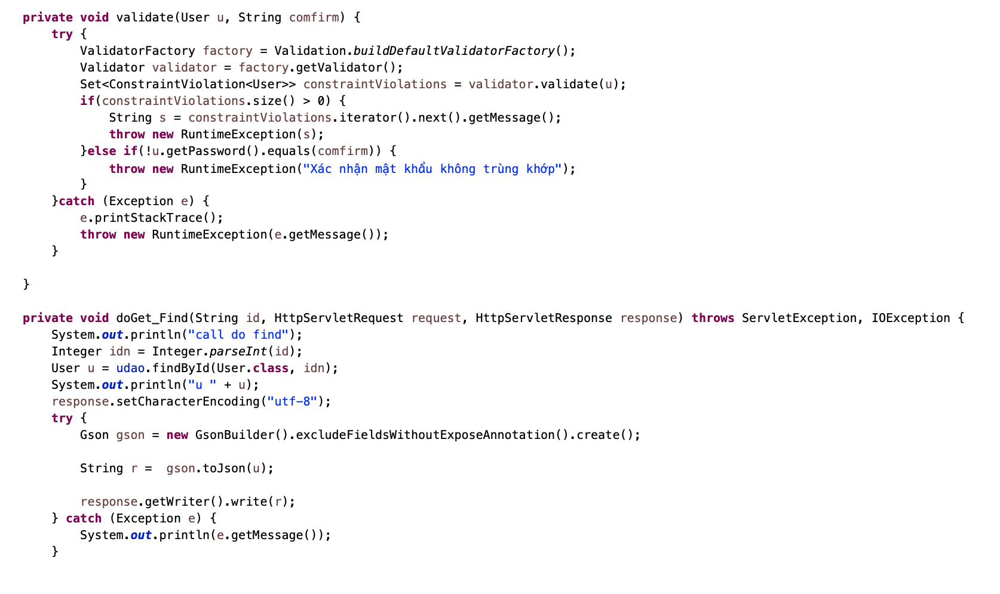 private void validate(User u, String comfirm) {
    try {
        ValidatorFactory factory = Validation.buildDefaultValidatorFactory();
        Validator validator = factory.getValidator();
        Set<ConstraintViolation<User>> constraintViolations = validator.validate(u);
        if(constraintViolations.size() > 0) {
            String s = constraintViolations.iterator().next().getMessage();
            throw new RuntimeException(s);
        }else if(!u.getPassword().equals(comfirm)) {
            throw new RuntimeException("Xác nhận mật khẩu không trùng khớp");
        }
    }catch (Exception e) {
        e.printStackTrace();
        throw new RuntimeException(e.getMessage());
    }

}

private void doGet_Find(String id, HttpServletRequest request, HttpServletResponse response) throws ServletException, IOException {
    System.out.println("call do find");
    Integer idn = Integer.parseInt(id);
    User u = udao.findById(User.class, idn);
    System.out.println("u " + u);
    response.setCharacterEncoding("utf-8");
    try {
        Gson gson = new GsonBuilder().excludeFieldsWithoutExposeAnnotation().create();

        String r =  gson.toJson(u);

        response.getWriter().write(r);
    } catch (Exception e) {
        System.out.println(e.getMessage());
    }